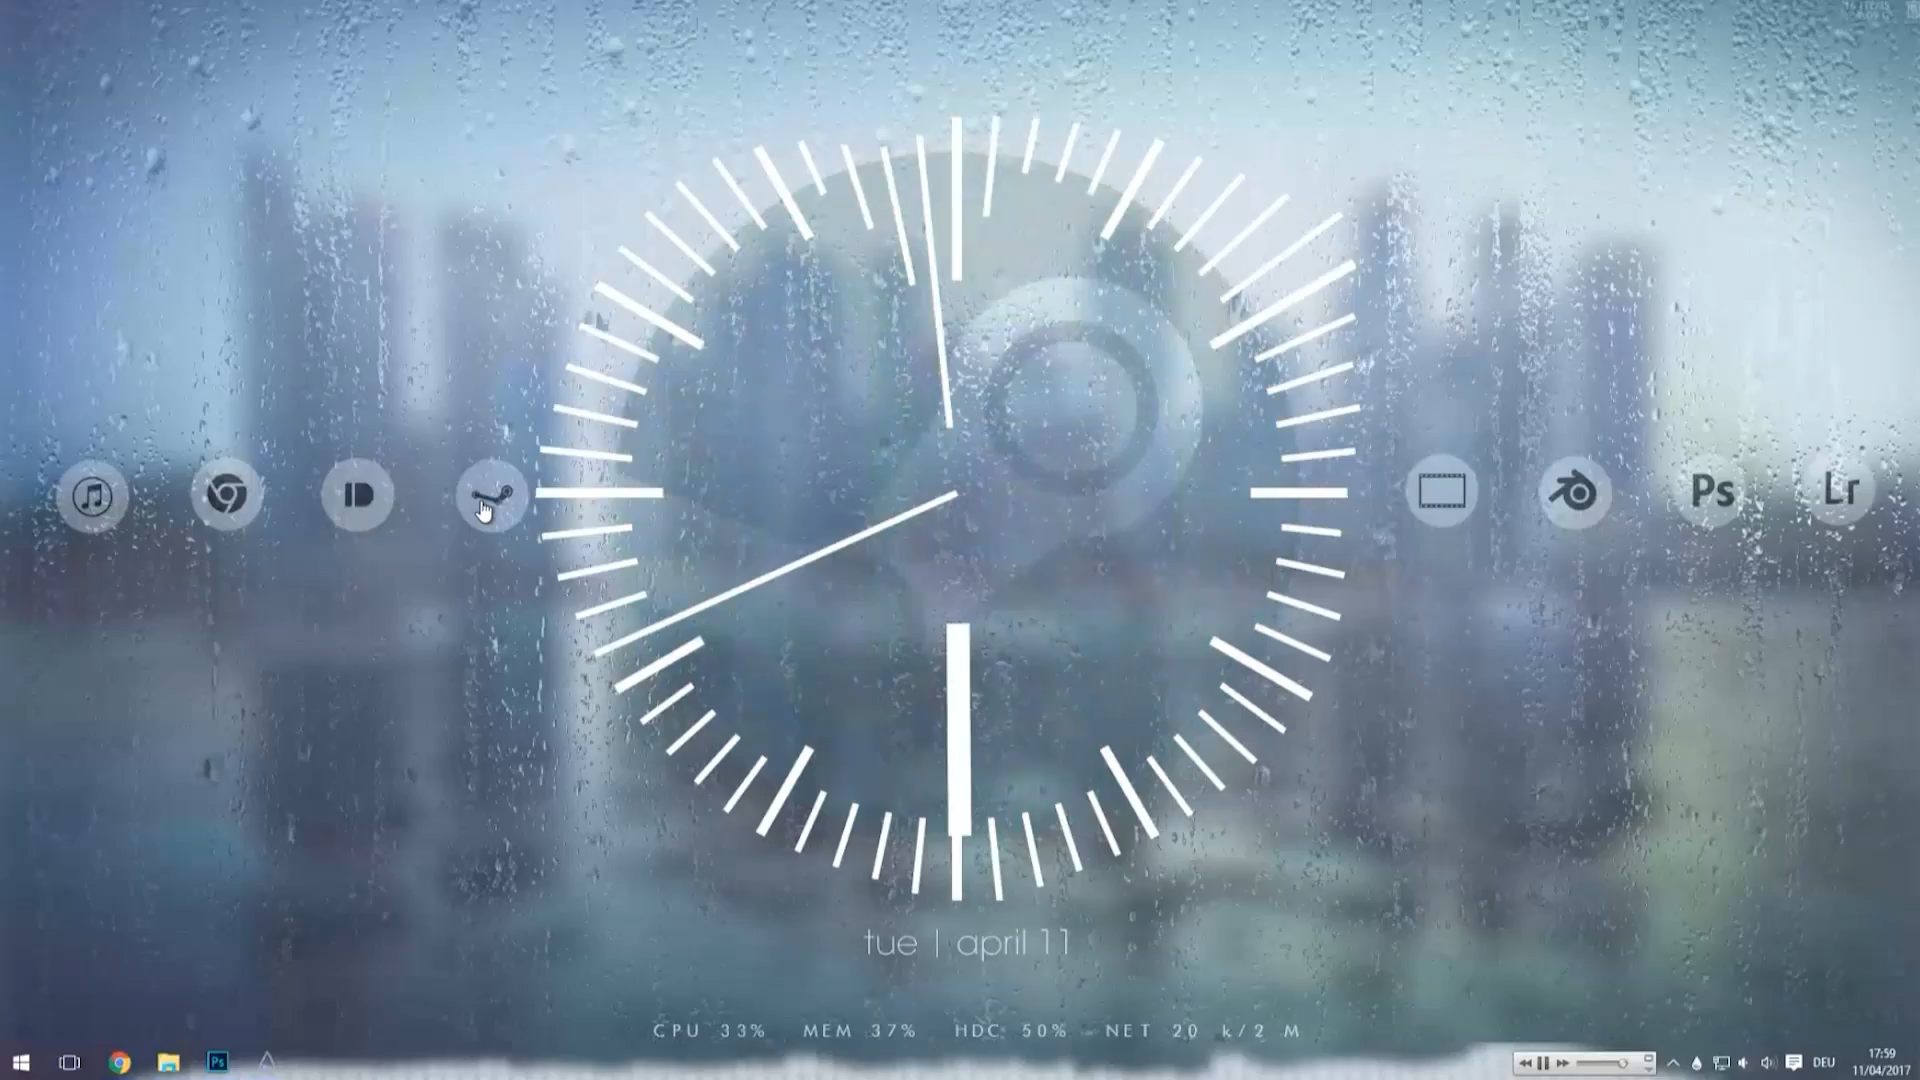 Ps
Lr
tue | april 11
CPU 33% MEM 37% HDC 50% NET 20 k/2 M
Ps
DEU
17:59
11/04/2017